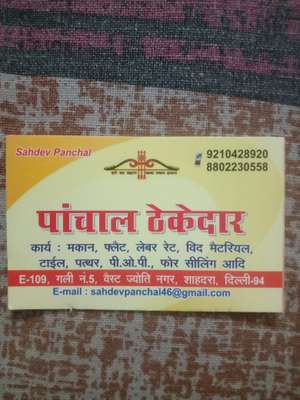 Sahdev Panchal
9210428920
8802230558
पांचाल ठेकेदार
कार्य : मकान, फ्लैट, लेबर रेट, विद मैटरियल,
टाईल, पत्थर, पी.ओ.पी., फोर सीलिंग आदि
E-109, गली नं.5, वैस्ट ज्योति नगर, शाहदरा, दिल्ली-94
E-mail : sahdevpanchal46@gmail.com